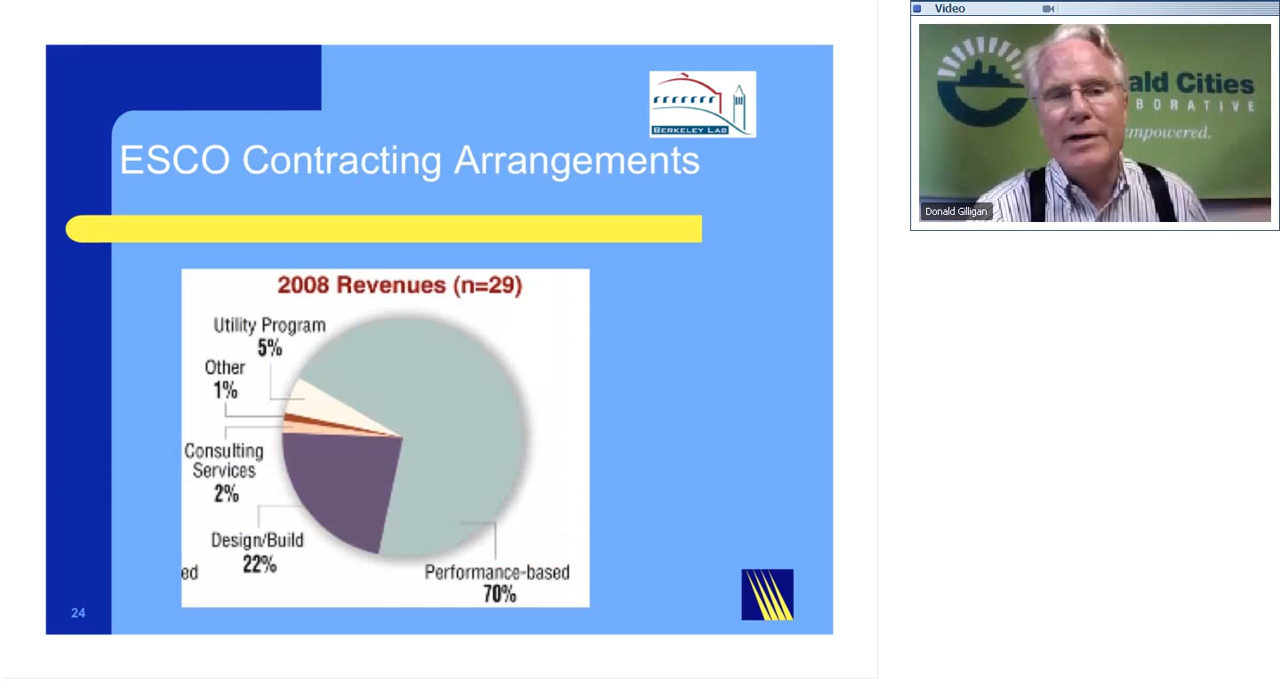 Video
BERKELEY LAB
ESCO Contracting Arrangements
2008 Revenues (n=29)
Utility Program
5%
Other
1%
Consulting
Services
2%
Design/Build
22%
ed
Performance-based
70%
24
ald Cities
BORATIVE
empowered.
Donald Gilligan